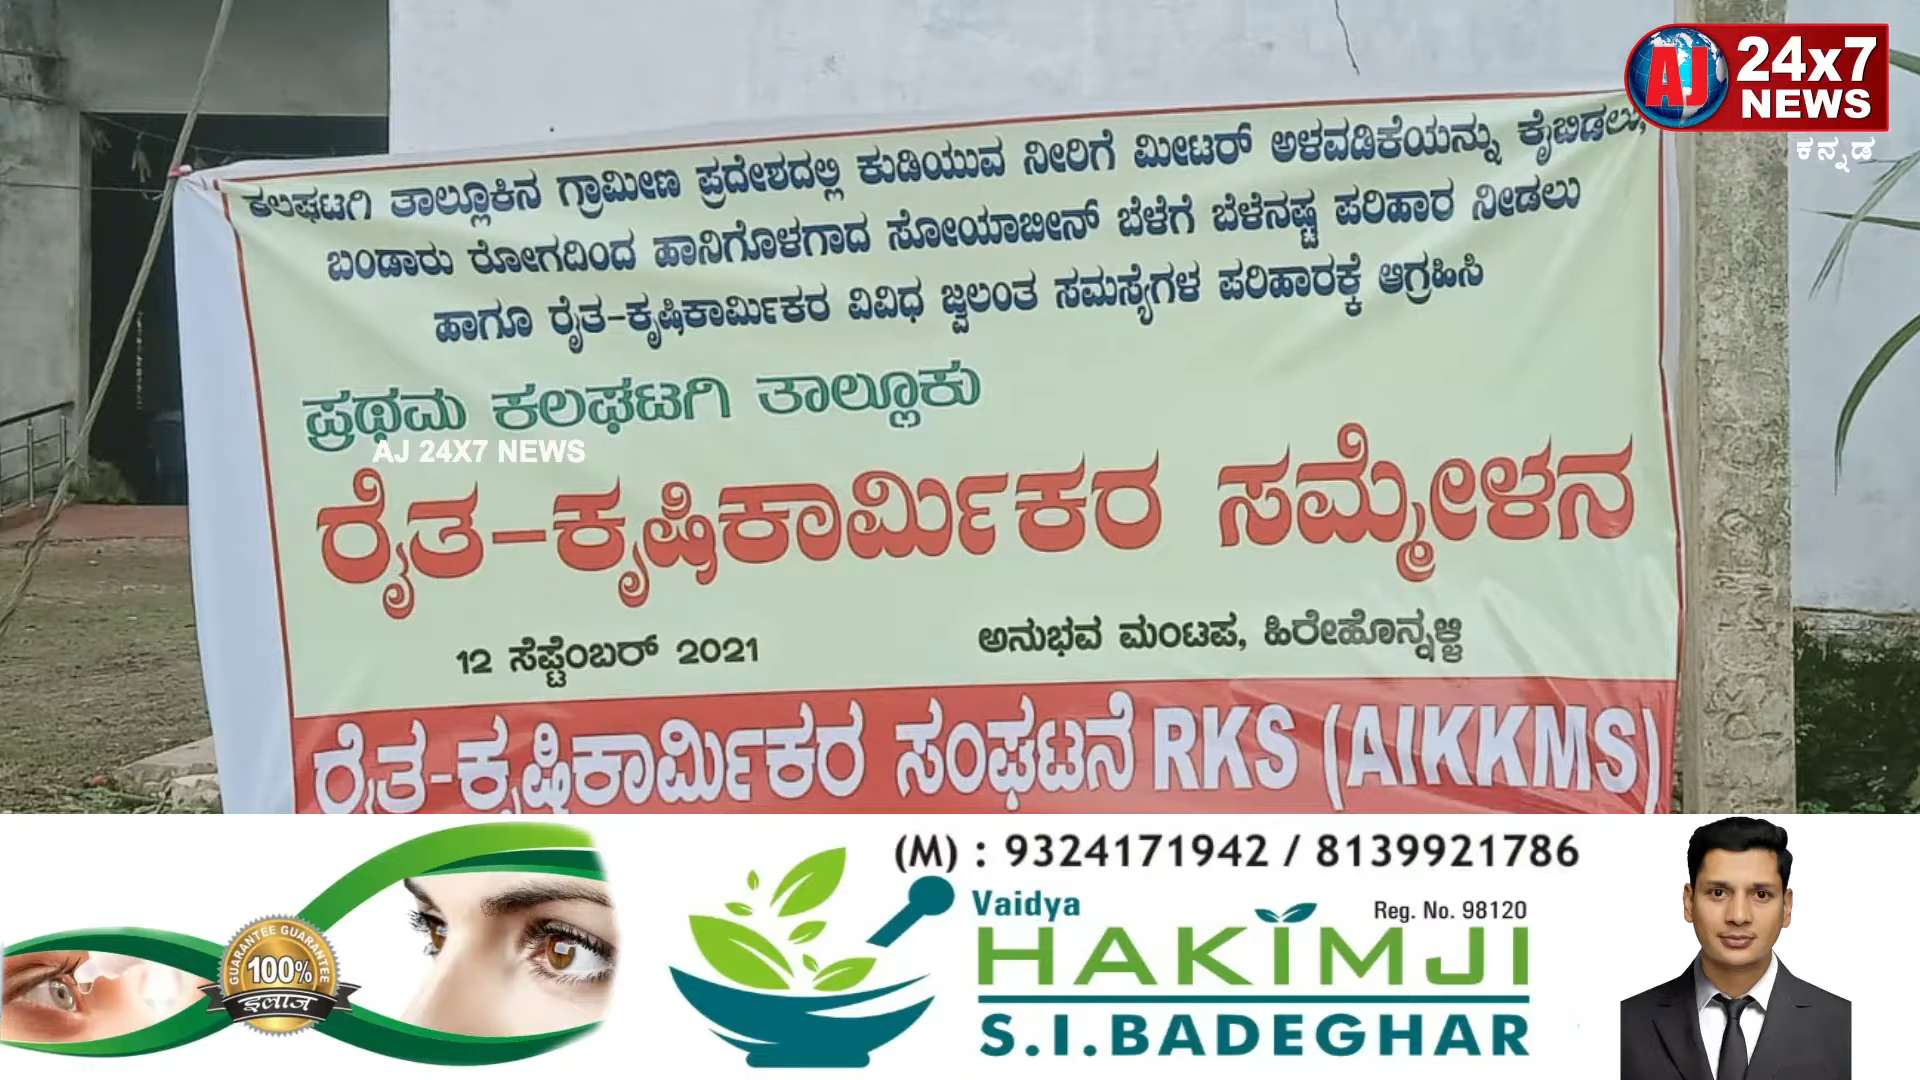 AJ 24x7
NEWS
ಕನ್ನಡ
ಕಲಘಟಗಿ ತಾಲ್ಲೂಕಿನ ಗ್ರಾಮೀಣ ಪ್ರದೇಶದಲ್ಲಿ ಕುಡಿಯುವ ನೀರಿಗೆ ಮೀಟರ್ ಅಳವಡಿಕೆಯನ್ನು ಕೈಬಿಡಲು,
ಬಂಡಾರು ರೋಗದಿಂದ ಹಾನಿಗೊಳಗಾದ ಸೋಯಾಬೀನ್ ಬೆಳೆಗೆ ಬೆಳೆನಷ್ಟ ಪರಿಹಾರ ನೀಡಲು
ಹಾಗೂ ರೈತ-ಕೃಷಿಕಾರ್ಮಿಕರ ವಿವಿಧ ಜ್ವಲಂತ ಸಮಸ್ಯೆಗಳ ಪರಿಹಾರಕ್ಕೆ ಆಗ್ರಹಿಸಿ
ಪ್ರಥಮ ಕಲಘಟಗಿ ತಾಲ್ಲೂಕು
AJ 24X7 NEWS
ರೈತ-ಕೃಷಿಕಾರ್ಮಿಕರ ಸಮ್ಮೇಳನ
12 ಸೆಪ್ಟೆಂಬರ್ 2021 ಅನುಭವ ಮಂಟಪ, ಹಿರೇಹೊನ್ನಳ್ಳಿ
ರೈತ-ಕೃಷಿಕಾರ್ಮಿಕರ ಸಂಘಟನೆ RKS (AIKKMS)
(M) : 9324171942 / 8139921786
Vaidya
Reg. No. 98120
HAKIMJI
S.I.BADEGHAR
GUARANTEE GUARANTEE GUARANTEE
100%
इलाज